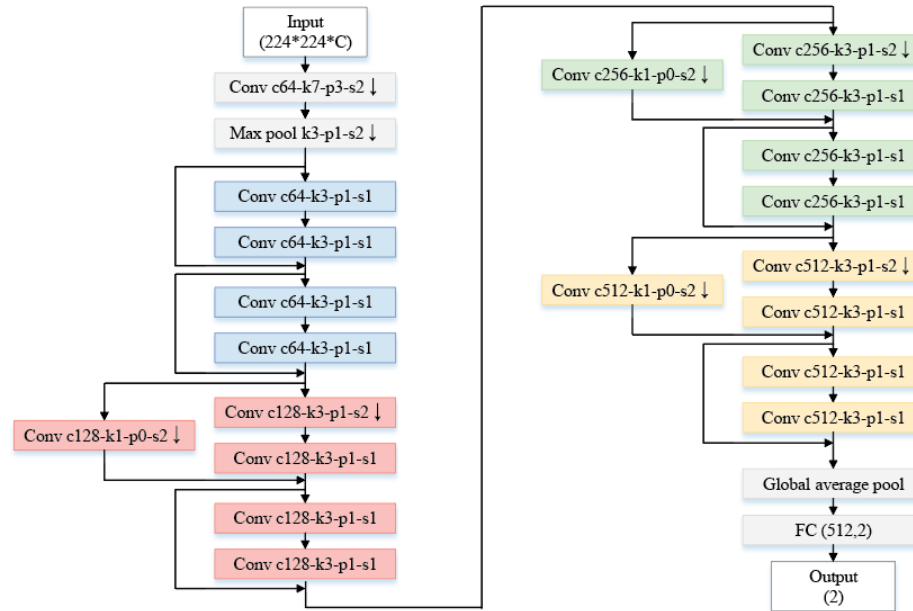 Input
(224*224*C)
Conv c64-k7-p3-s2 ↓
Max pool k3-p1-s2 ↓
Conv c64-k3-p1-s1
Conv c64-k3-p1-s1
Conv c64-k3-p1-s1
Conv c64-k3-p1-s1
Conv c128-k3-p1-s2 ↓
Conv c128-k1-p0-s2 ↓
Conv c128-k3-p1-s1
Conv c128-k3-p1-s1
Conv c128-k3-p1-s1
Conv c256-k3-p1-s2 ↓
Conv c256-k1-p0-s2 ↓
Conv c256-k3-p1-s1
Conv c256-k3-p1-s1
Conv c256-k3-p1-s1
Conv c512-k3-p1-s2 ↓
Conv c512-k1-p0-s2 ↓
Conv c512-k3-p1-s1
Conv c512-k3-p1-s1
Conv c512-k3-p1-s1
Global average pool
FC (512,2)
Output
(2)